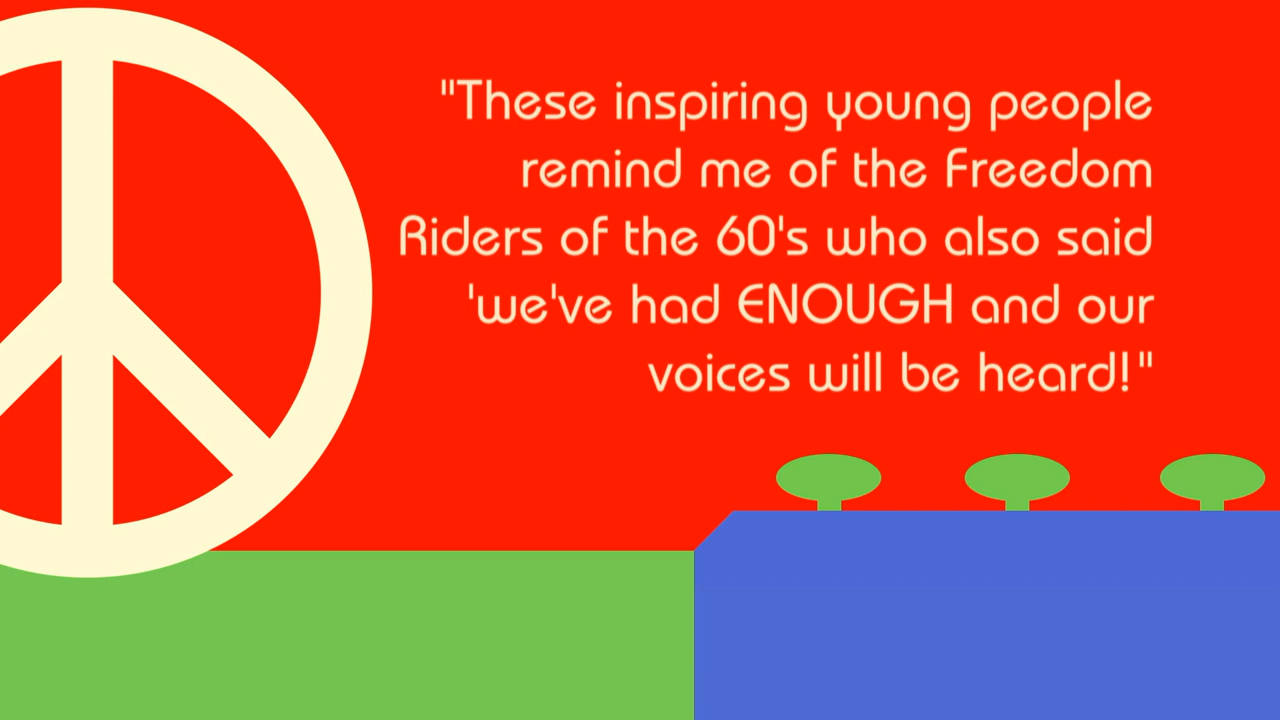 "These inspiring young people
remind me of the Freedom
Riders of the 60's who also said
'we've had ENOUGH and our
voices will be heard!"